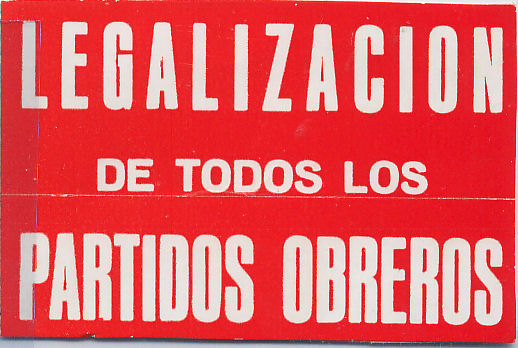 LEGALIZACION
DE TODOS LOS
PARTIDOS OBREROS